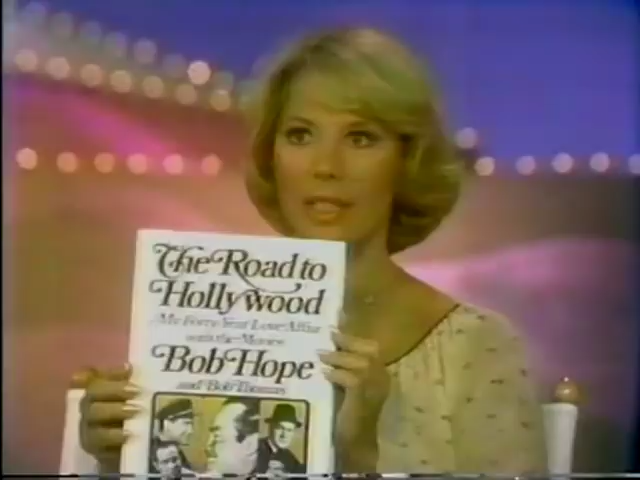 The Road to
Hollywood
My Forty-Year Love Affair
with the Movies
Bob Hope
and Bob Thomas